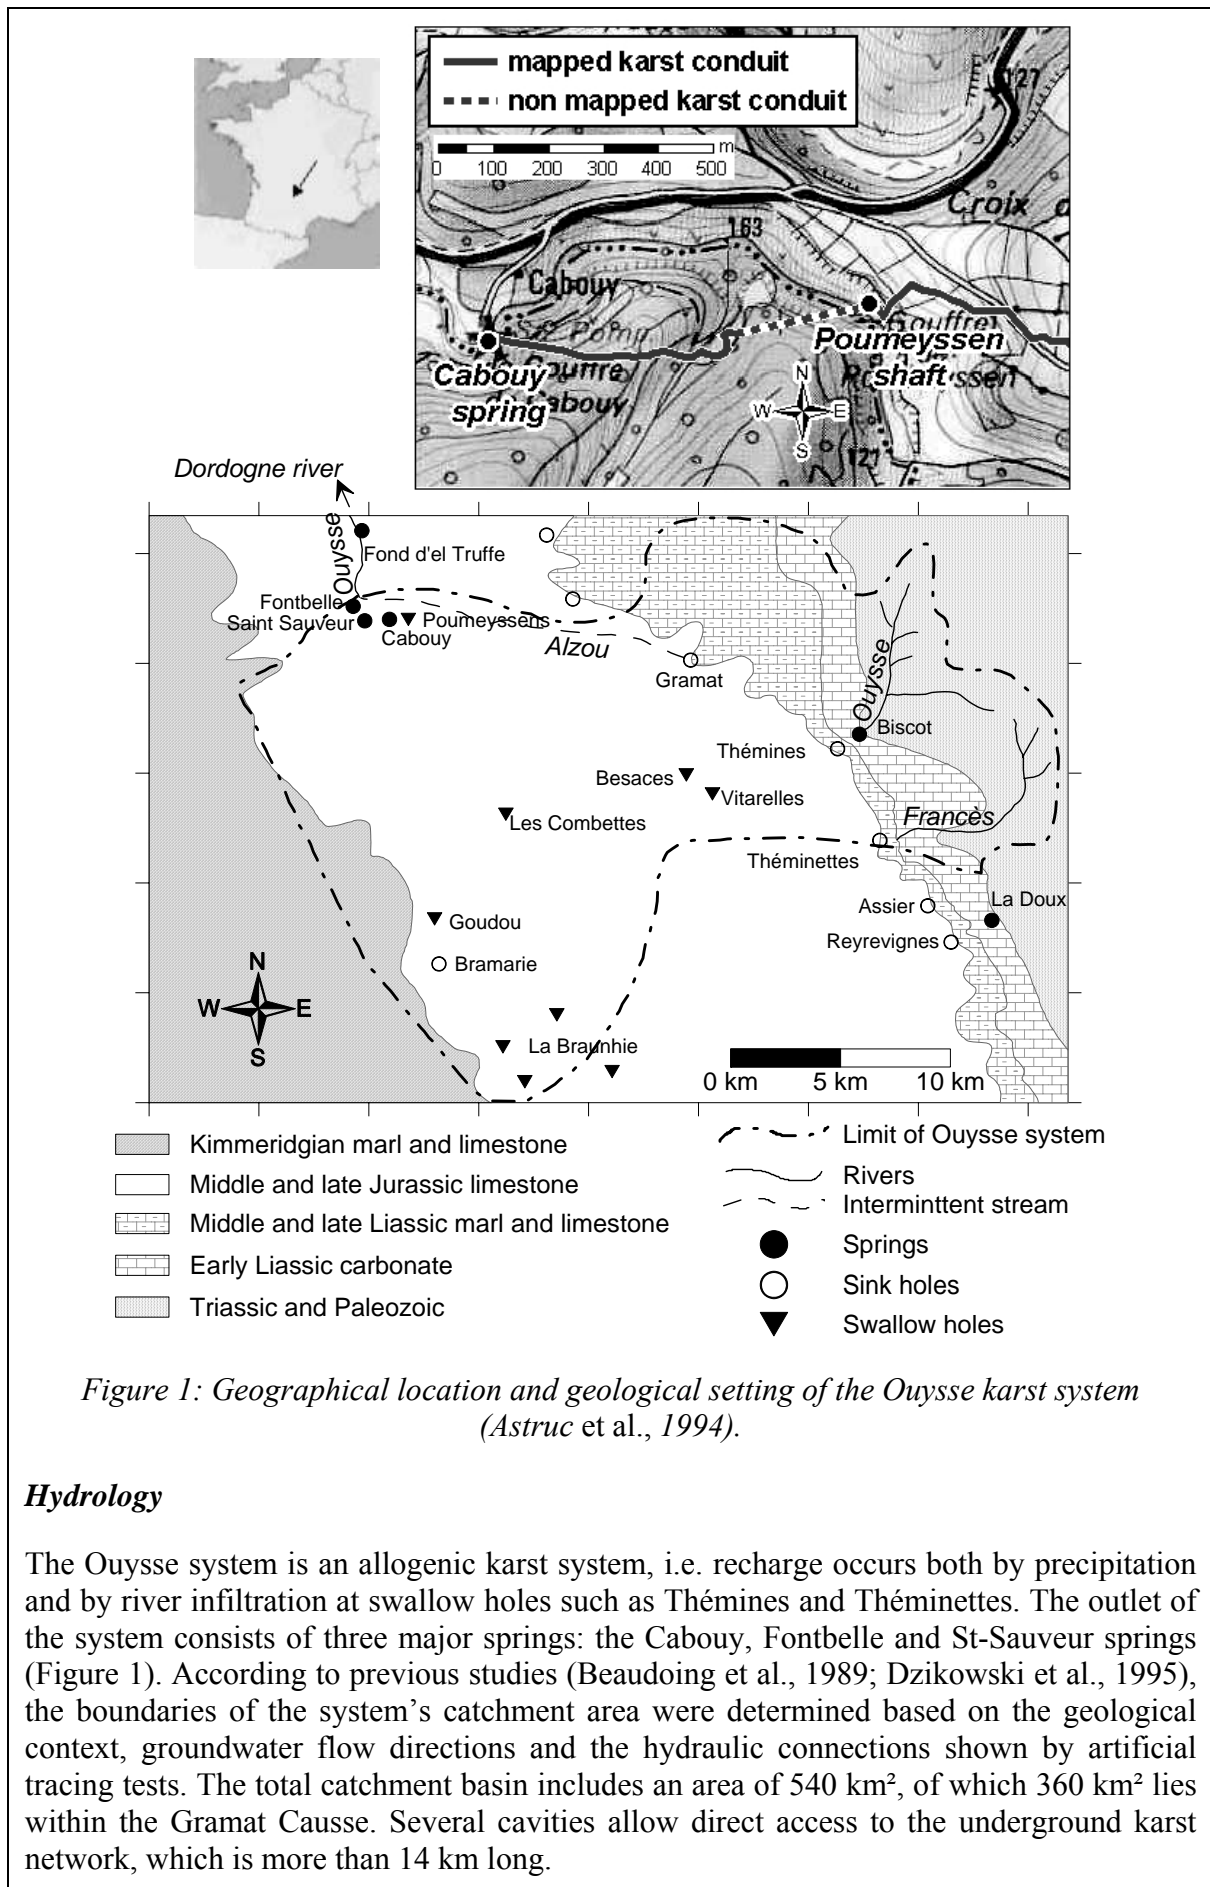 mapped karst conduit
non mapped karst conduit
m
0 100 200 300 400 500
127
Croix d
163
Cabouy
Gouffre
Poumeyssen
shaft
Cabouy
spring
Gouffre
Cabouy
N
W E
S
121
Dordogne river
Ouysse
Fond d'el Truffe
Fontbelle
Saint Sauveur
Poumeyssens
Cabouy
Alzou
Gramat
Ouysse
Biscot
Thémines
Besaces
Vitarelles
Les Combettes
Francès
Théminettes
La Doux
Assier
Goudou
Reyrevignes
Bramarie
N
W E
S
La Braunhie
0 km 5 km 10 km
Kimmeridgian marl and limestone
Middle and late Jurassic limestone
Middle and late Liassic marl and limestone
Early Liassic carbonate
Triassic and Paleozoic
Limit of Ouysse system
Rivers
Interminttent stream
Springs
Sink holes
Swallow holes
Figure 1: Geographical location and geological setting of the Ouysse karst system
(Astruc et al., 1994).
Hydrology
The Ouysse system is an allogenic karst system, i.e. recharge occurs both by precipitation
and by river infiltration at swallow holes such as Thémines and Théminettes. The outlet of
the system consists of three major springs: the Cabouy, Fontbelle and St-Sauveur springs
(Figure 1). According to previous studies (Beaudoing et al., 1989; Dzikowski et al., 1995),
the boundaries of the system's catchment area were determined based on the geological
context, groundwater flow directions and the hydraulic connections shown by artificial
tracing tests. The total catchment basin includes an area of 540 km², of which 360 km² lies
within the Gramat Causse. Several cavities allow direct access to the underground karst
network, which is more than 14 km long.